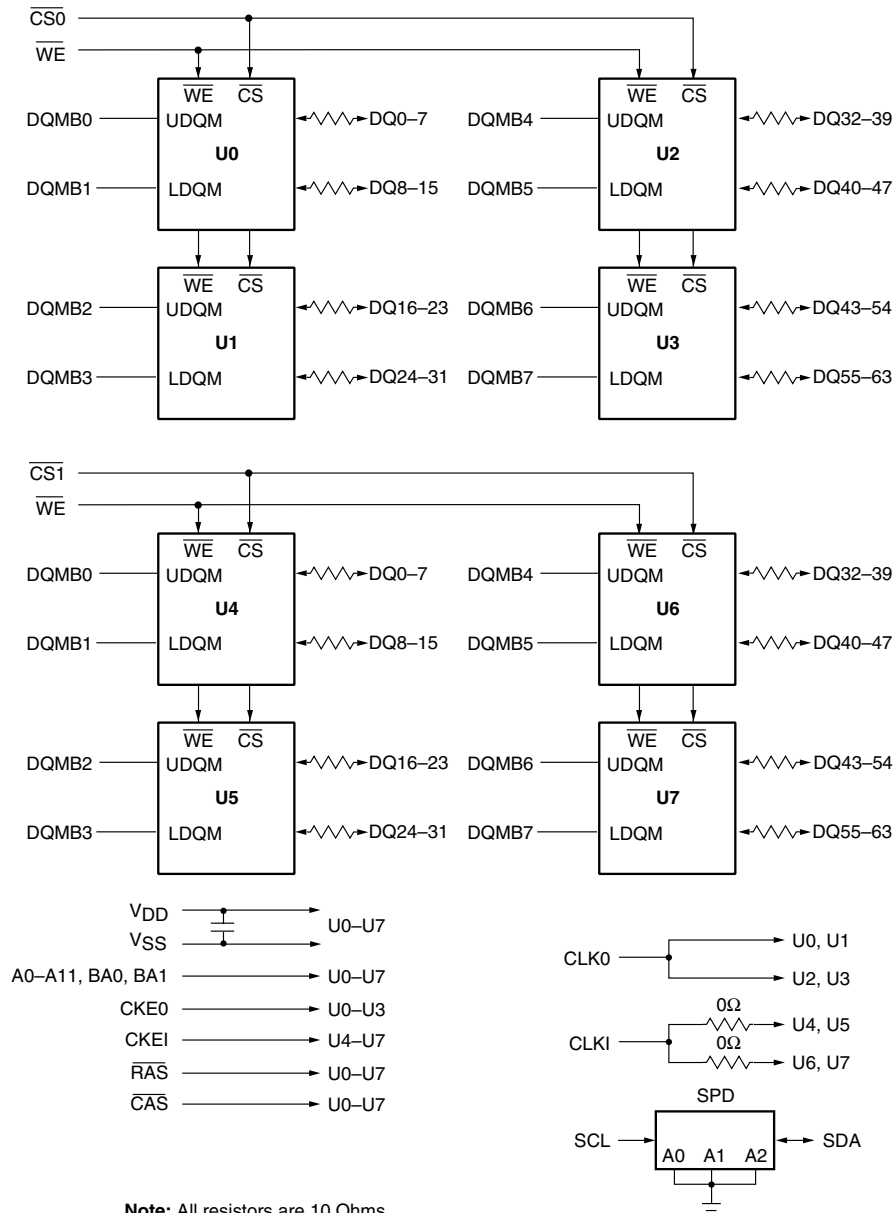 CS0
WE
WE CS WE CS
DQMB0 UDQM DQ0–7 DQMB4 UDQM DQ32–39
U0 U2
DQMB1 LDQM DQ8–15 DQMB5 LDQM DQ40–47
WE CS WE CS
DQMB2 UDQM DQ16–23 DQMB6 UDQM DQ43–54
U1 U3
DQMB3 LDQM DQ24–31 DQMB7 LDQM DQ55–63
CS1
WE
WE CS WE CS
DQMB0 UDQM DQ0–7 DQMB4 UDQM DQ32–39
U4 U6
DQMB1 LDQM DQ8–15 DQMB5 LDQM DQ40–47
WE CS WE CS
DQMB2 UDQM DQ16–23 DQMB6 UDQM DQ43–54
U5 U7
DQMB3 LDQM DQ24–31 DQMB7 LDQM DQ55–63
VDD
U0–U7
VSS
A0–A11, BA0, BA1 U0–U7
CKE0 U0–U3
CKEI U4–U7
RAS U0–U7
CAS U0–U7
U0, U1
CLK0
U2, U3
0Ω
U4, U5
CLKI
0Ω
U6, U7
SPD
SCL SDA
A0 A1 A2
Note: All resistors are 10 Ohms